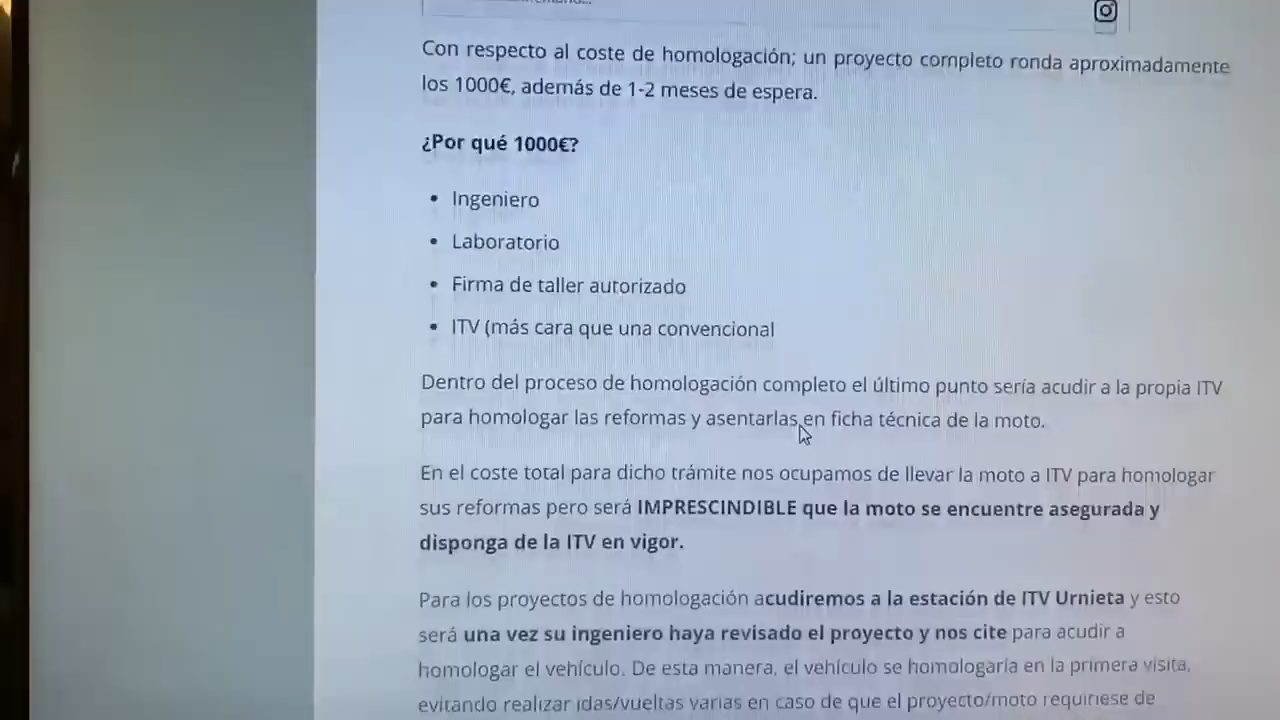 Con respecto al coste de homologación; un proyecto completo ronda aproximadamente
los 1000€, además de 1-2 meses de espera.
¿Por qué 1000€?
• Ingeniero
• Laboratorio
• Firma de taller autorizado
• ITV (más cara que una convencional
Dentro del proceso de homologación completo el último punto sería acudir a la propia ITV
para homologar las reformas y asentarlas en ficha técnica de la moto.
En el coste total para dicho trámite nos ocupamos de llevar la moto a ITV para homologar
sus reformas pero será IMPRESCINDIBLE que la moto se encuentre asegurada y
disponga de la ITV en vigor.
Para los proyectos de homologación acudiremos a la estación de ITV Urnieta y esto
será una vez su ingeniero haya revisado el proyecto y nos cite para acudir a
homologar el vehículo. De esta manera, el vehículo se homologaría en la primera visita,
evitando realizar idas/vueltas varias en caso de que el proyecto/moto requiriese de